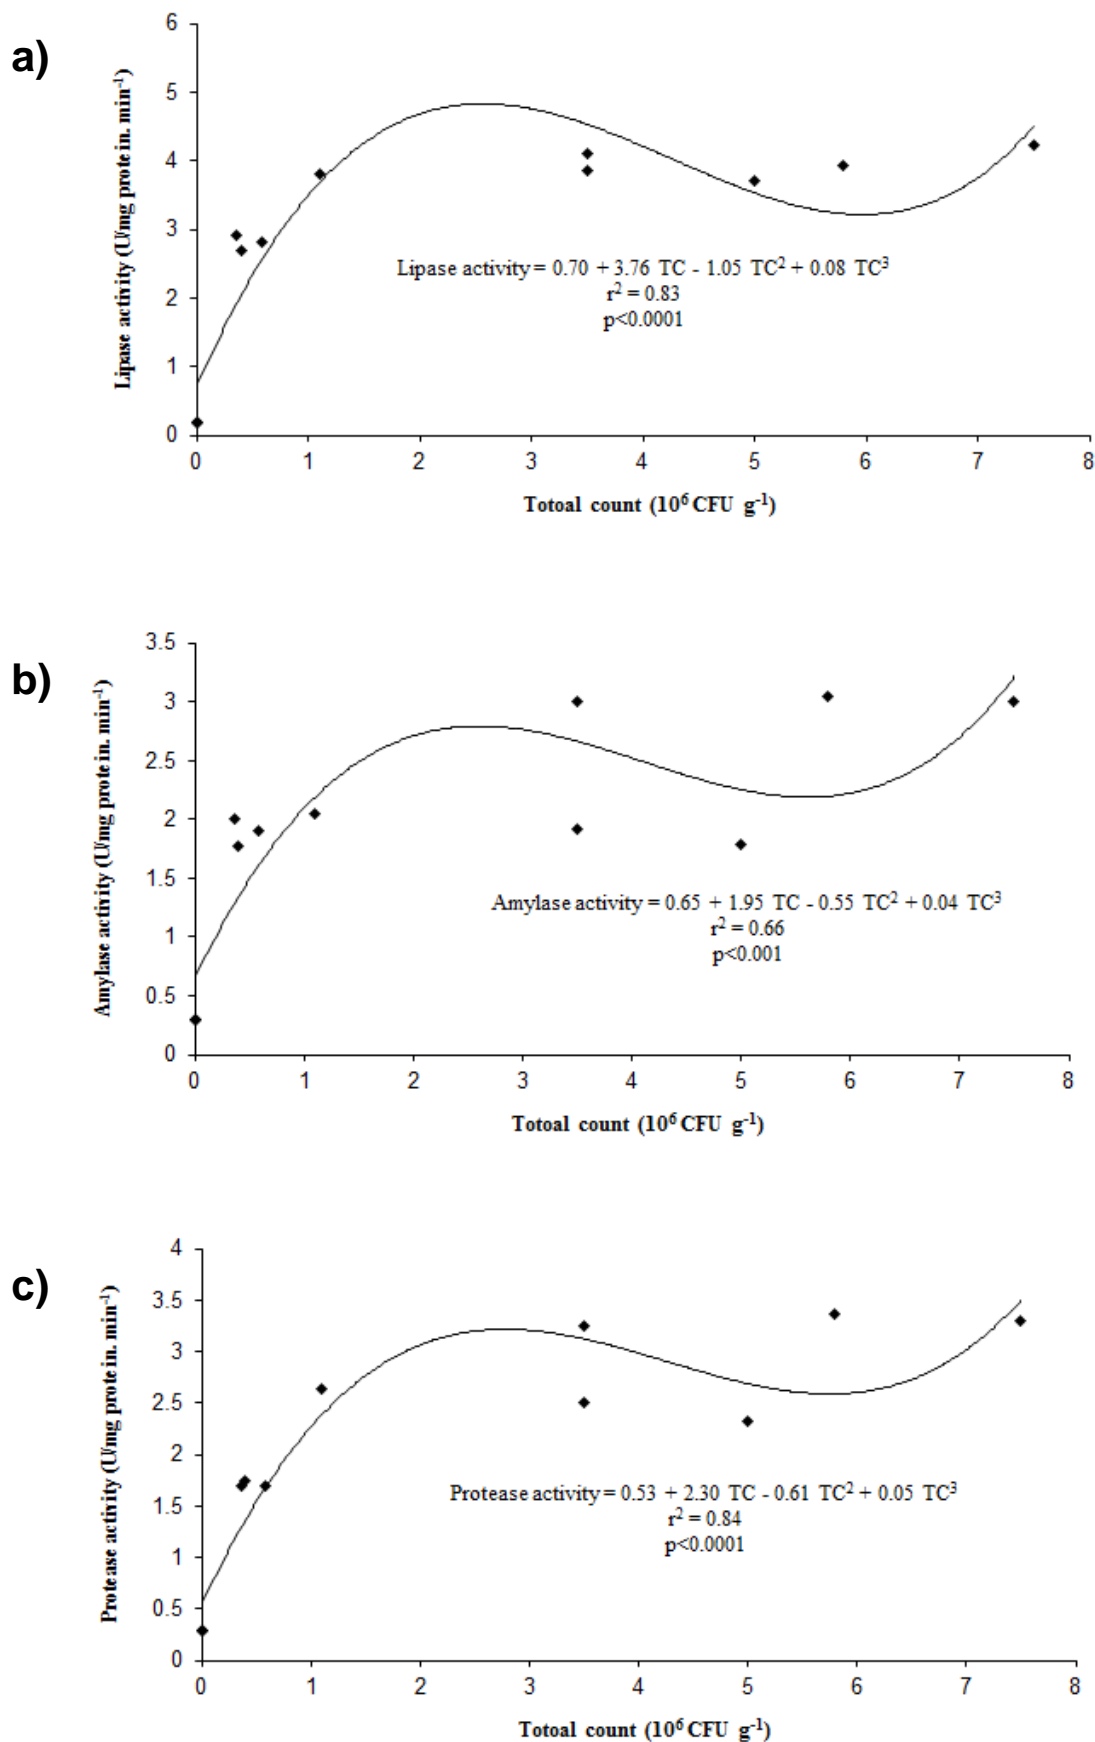 a)
6
5
4
3
2
1
0
Lipase activity (U/mg protein. min-1)
Lipase activity = 0.70 + 3.76 TC - 1.05 TC2 + 0.08 TC3
r2 = 0.83
p<0.0001
0 1 2 3 4 5 6 7 8
Totoal count (106 CFU g-1)
b)
3.5
3
2.5
2
1.5
1
0.5
0
Amylase activity (U/mg protein. min-1)
Amylase activity = 0.65 + 1.95 TC - 0.55 TC2 + 0.04 TC3
r2 = 0.66
p<0.001
0 1 2 3 4 5 6 7 8
Totoal count (106 CFU g-1)
c)
4
3.5
3
2.5
2
1.5
1
0.5
0
Protease activity (U/mg protein. min-1)
Protease activity = 0.53 + 2.30 TC - 0.61 TC2 + 0.05 TC3
r2 = 0.84
p<0.0001
0 1 2 3 4 5 6 7 8
Totoal count (106 CFU g-1)